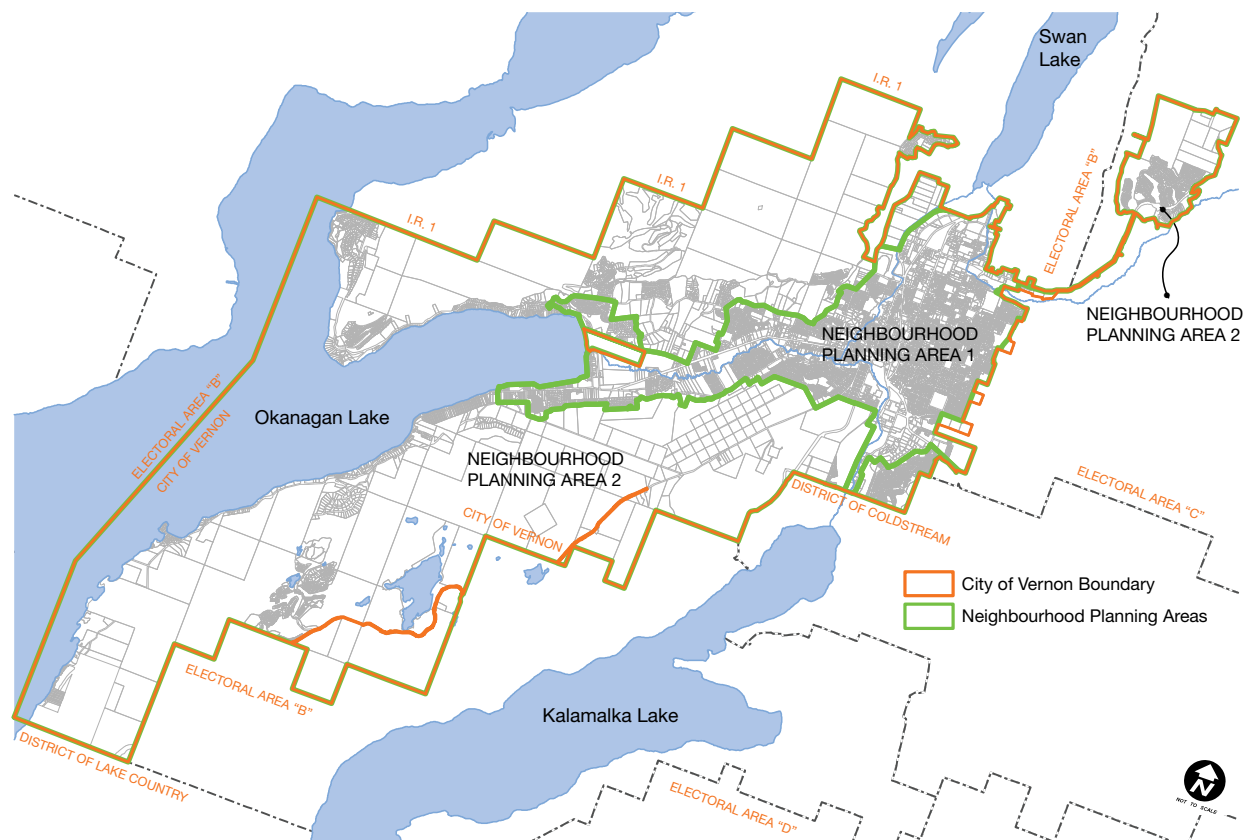 Swan
Lake
I.R. 1
I.R. 1
I.R. 1
ELECTORAL AREA "B"
NEIGHBOURHOOD
PLANNING AREA 2
NEIGHBOURHOOD
PLANNING AREA 1
ELECTORAL AREA "B"
CITY OF VERNON
Okanagan Lake
NEIGHBOURHOOD
PLANNING AREA 2
CITY OF VERNON
DISTRICT OF COLDSTREAM
ELECTORAL AREA "C"
City of Vernon Boundary
Neighbourhood Planning Areas
ELECTORAL AREA "B"
Kalamalka Lake
DISTRICT OF LAKE COUNTRY
ELECTORAL AREA "D"
N
NOT TO SCALE